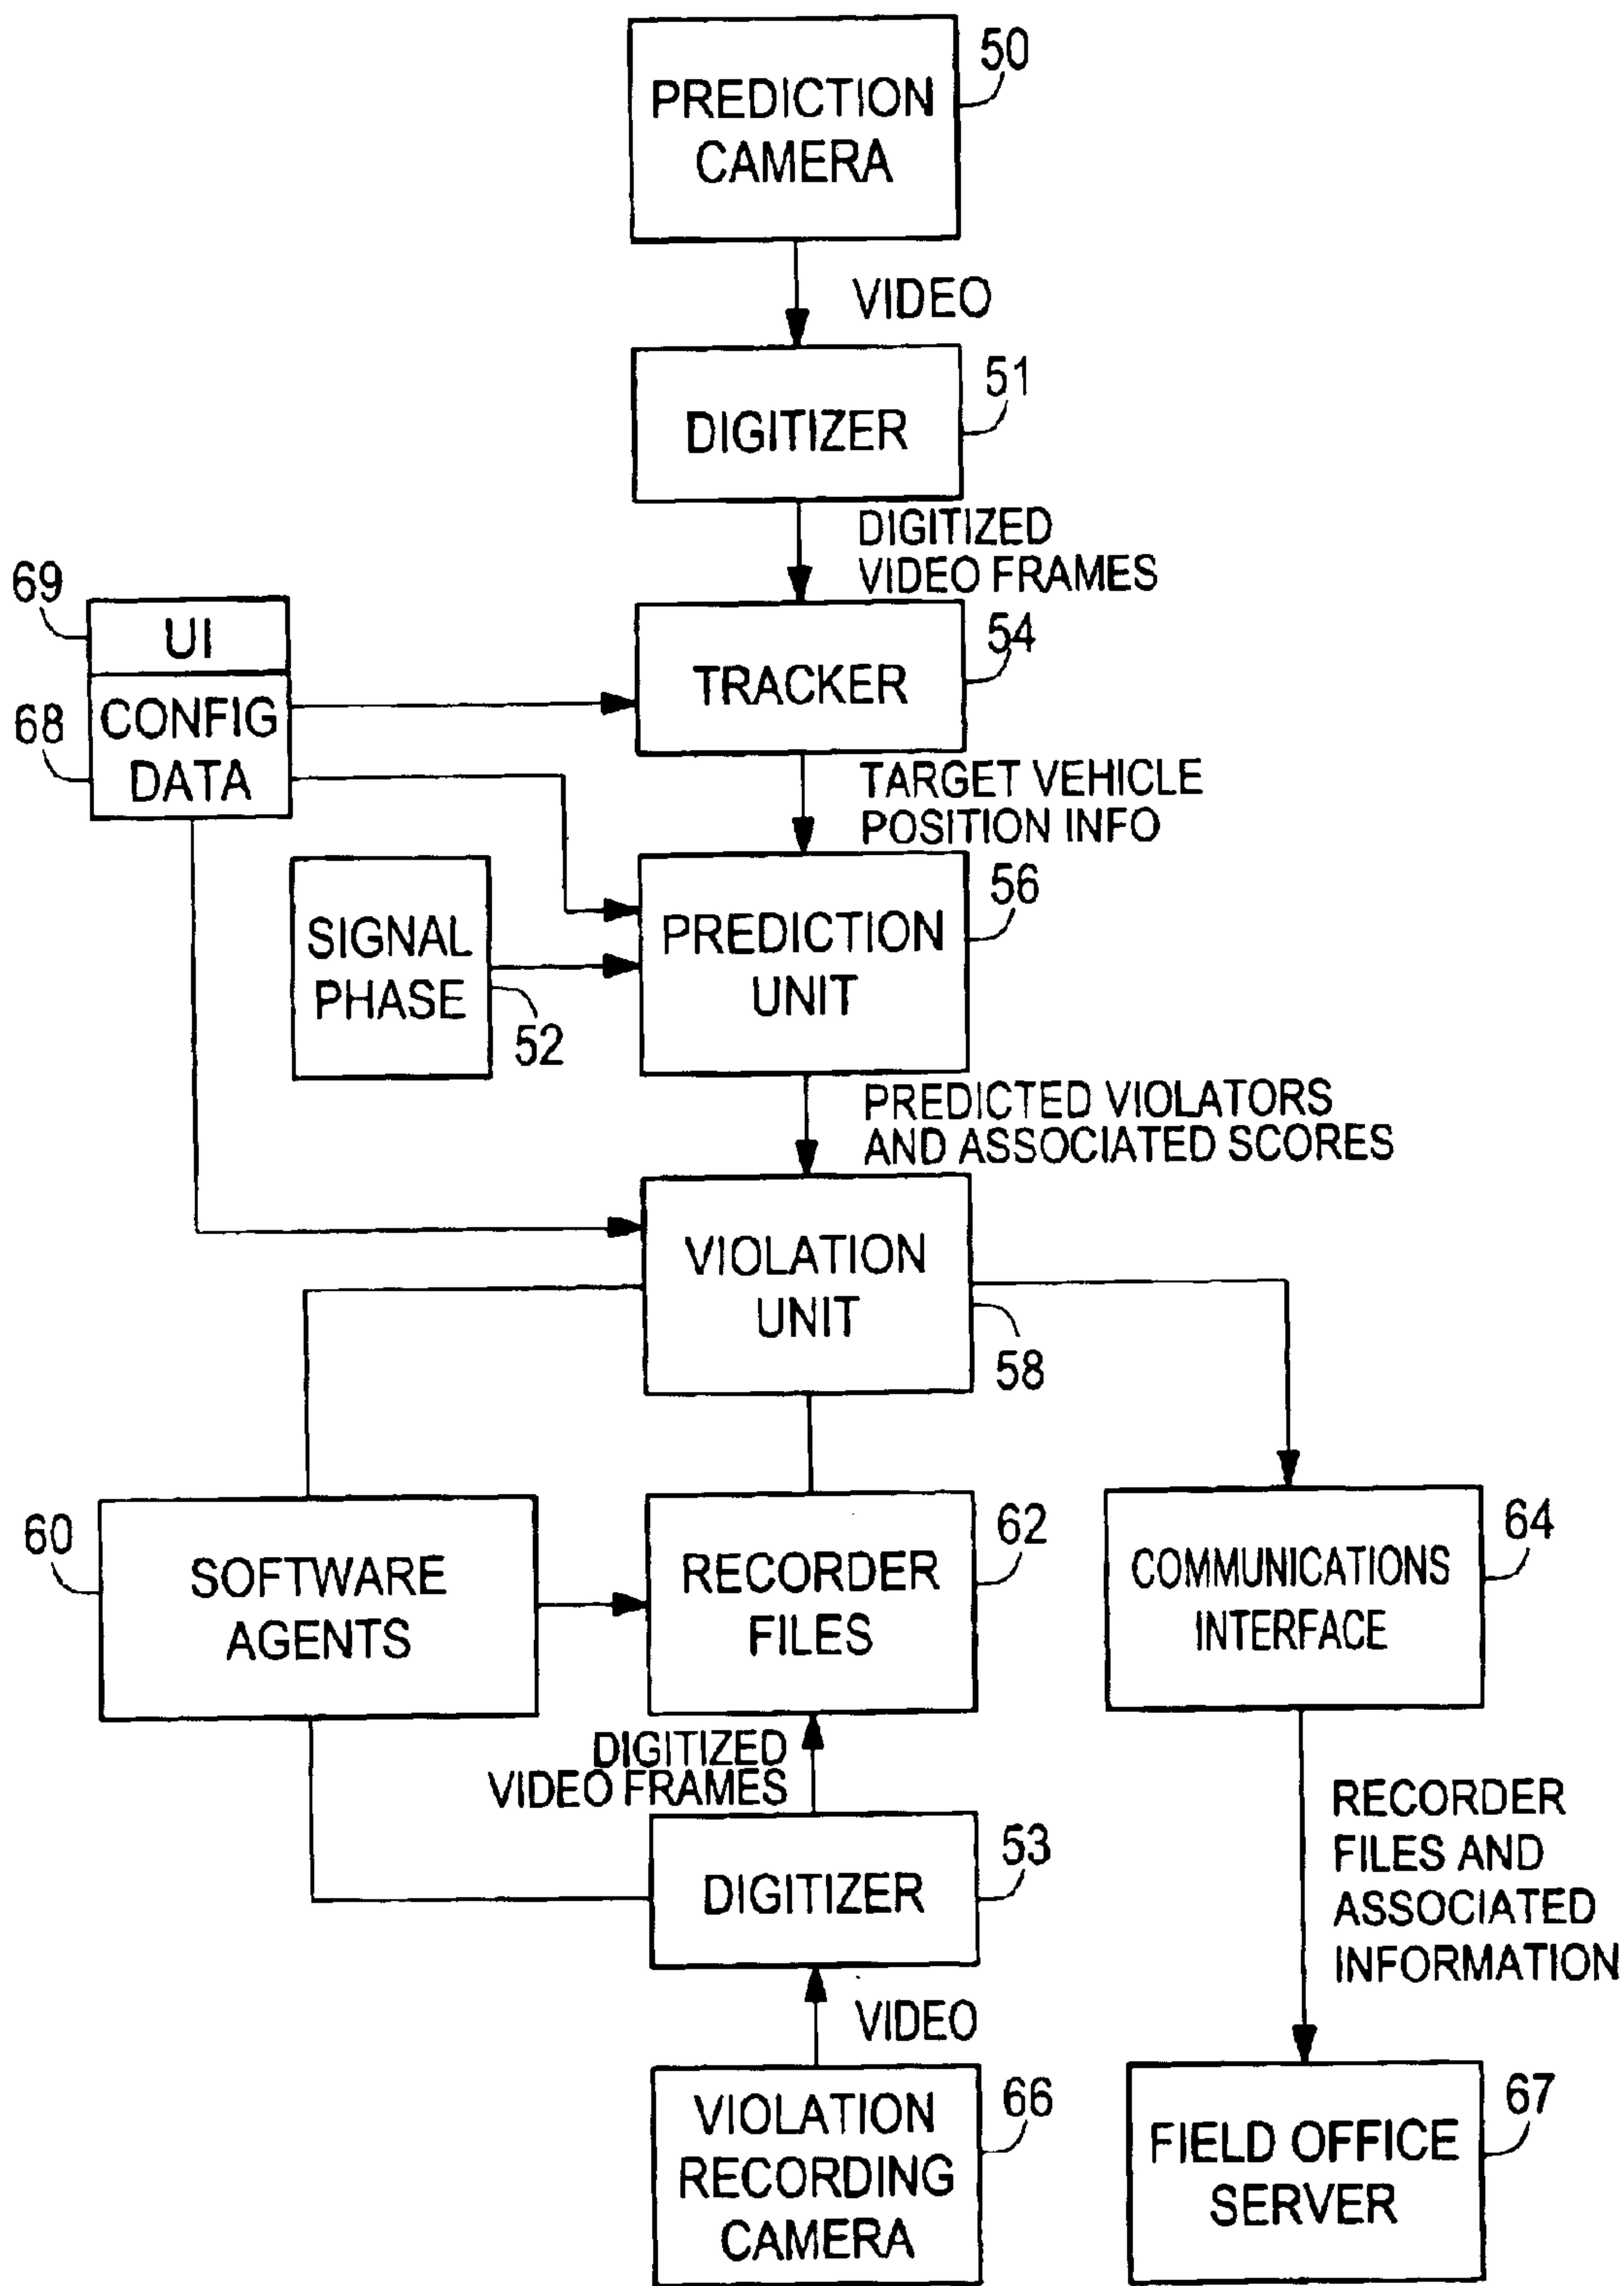 PREDICTION
CAMERA
50
VIDEO
DIGITIZER
51
DIGITIZED
VIDEO FRAMES
69
UI
CONFIG
DATA
68
TRACKER
54
TARGET VEHICLE
POSITION INFO
SIGNAL
PHASE
52
PREDICTION
UNIT
56
PREDICTED VIOLATORS
AND ASSOCIATED SCORES
VIOLATION
UNIT
58
60
SOFTWARE
AGENTS
RECORDER
FILES
62
COMMUNICATIONS
INTERFACE
64
DIGITIZED
VIDEO FRAMES
DIGITIZER
53
RECORDER
FILES AND
ASSOCIATED
INFORMATION
VIDEO
VIOLATION
RECORDING
CAMERA
66
FIELD OFFICE
SERVER
67